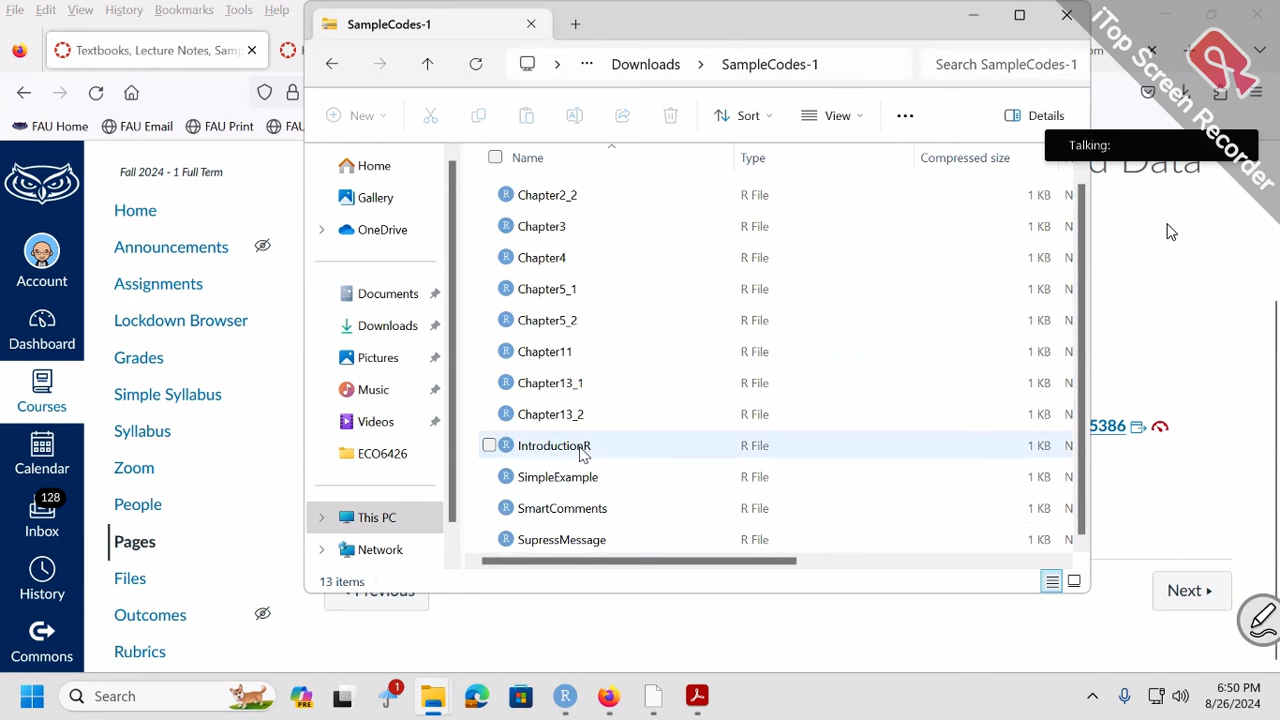 File Edit View History Bookmarks Tools Help
SampleCodes-1
iTop Screen Recorder
Textbooks, Lecture Notes, Sam
Downloads
SampleCodes-1
Search SampleCodes-1
FAU Home
FAU Email
FAU Print
FAU
New
Sort
View
Details
Talking:
Data
Name
Type
Compressed size
Fall 2024 - 1 Full Term
Home
Announcements
Assignments
Lockdown Browser
Grades
Simple Syllabus
Syllabus
Zoom
People
Pages
Files
Outcomes
Rubrics
Account
Dashboard
Courses
Calendar
128
Inbox
History
Commons
Home
Gallery
OneDrive
Documents
Downloads
Pictures
Music
Videos
ECO6426
This PC
Network
Chapter2_2 R File 1 KB N
Chapter3 R File 1 KB N
Chapter4 R File 1 KB N
Chapter5_1 R File 1 KB N
Chapter5_2 R File 1 KB N
Chapter11 R File 1 KB N
Chapter13_1 R File 1 KB N
Chapter13_2 R File 1 KB N
IntroductionR R File 1 KB N
SimpleExample R File 1 KB N
SmartComments R File 1 KB N
SupressMessage R File 1 KB N
13 items
5386
Previous
Next
Search
PRE
1
6:50 PM
8/26/2024